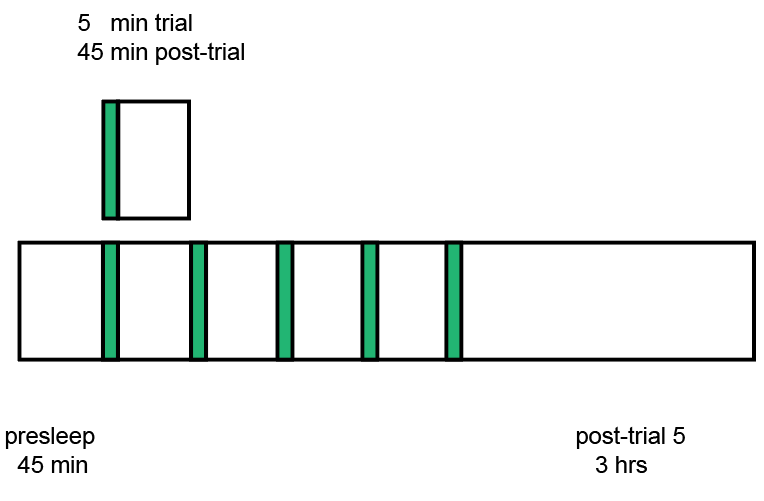 5 min trial
45 min post-trial
presleep
45 min
post-trial 5
3 hrs